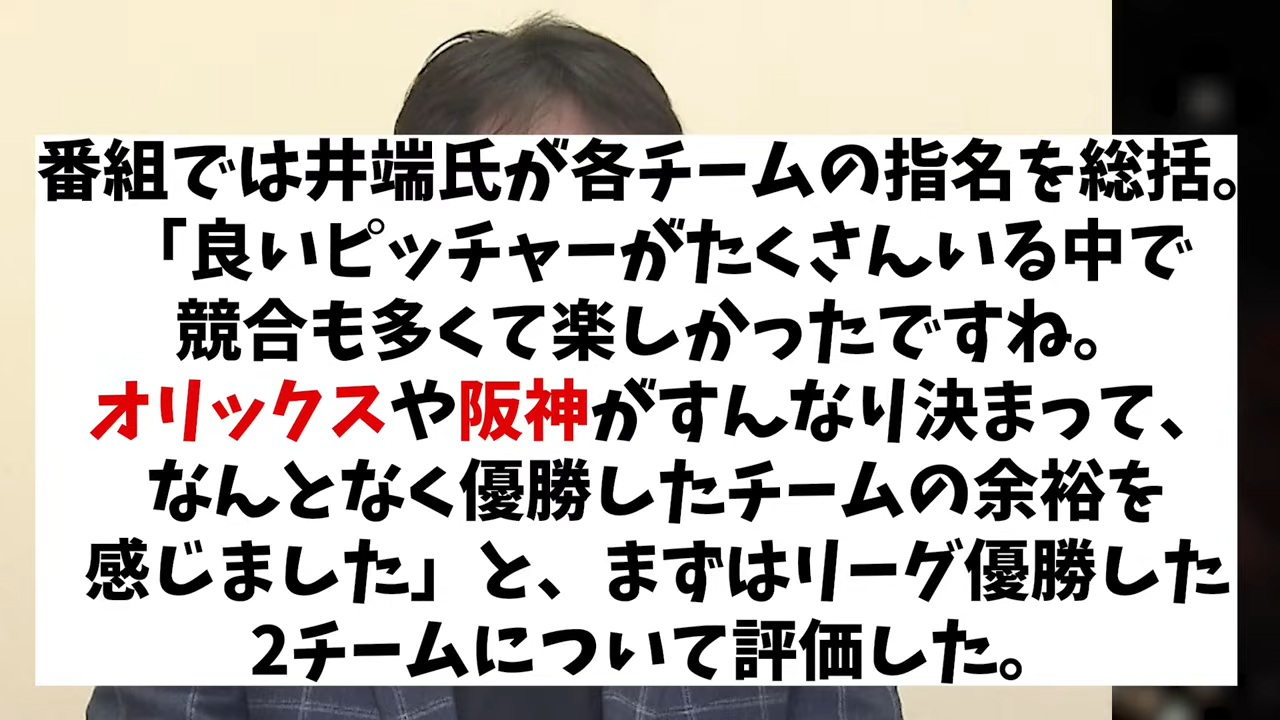 番組では井端氏が各チームの指名を総括。
「良いピッチャーがたくさんいる中で
競合も多くて楽しかったですね。
オリックスや阪神がすんなり決まって、
なんとなく優勝したチームの余裕を
感じました」と、まずはリーグ優勝した
2チームについて評価した。